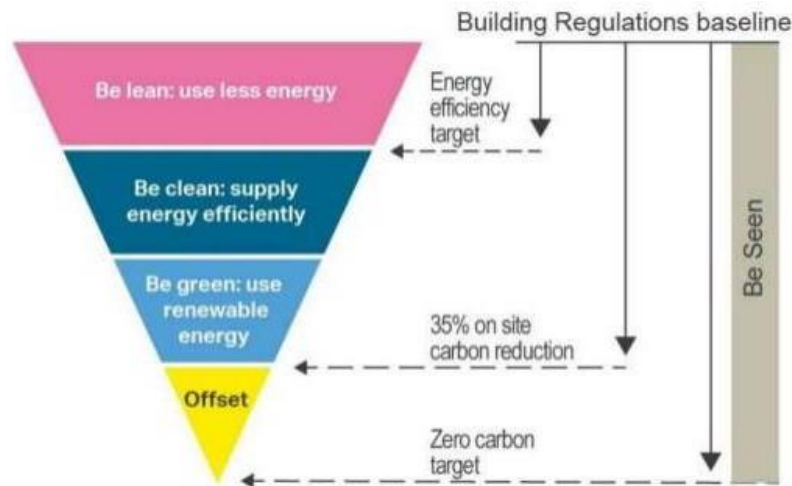 Building Regulations baseline
Be lean: use less energy
Energy
efficiency
target
Be clean: supply
energy efficiently
Be green: use
renewable
energy
35% on site
carbon reduction
Offset
Zero carbon
target
Be Seen